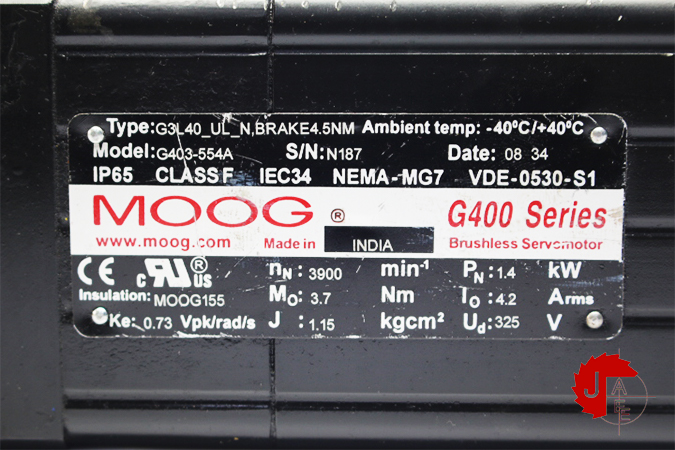 Type:G3L40_UL_N,BRAKE4.5NM Ambient temp: -40ºC/+40ºC
Model:G403-554A S/N:N187 Date: 08 34
IP65 CLASS F IEC34 NEMA-MG7 VDE-0530-S1
MOOG ® G400 Series
www.moog.com Made in INDIA Brushless Servomotor
CE c RU ® US nN :3900 min-1 PN :1.4 kW
Insulation: MOOG155 Mo :3.7 Nm Io :4.2 Arms
Ke: 0.73 Vpk/rad/s J :1.15 kgcm² Ud :325 V
J